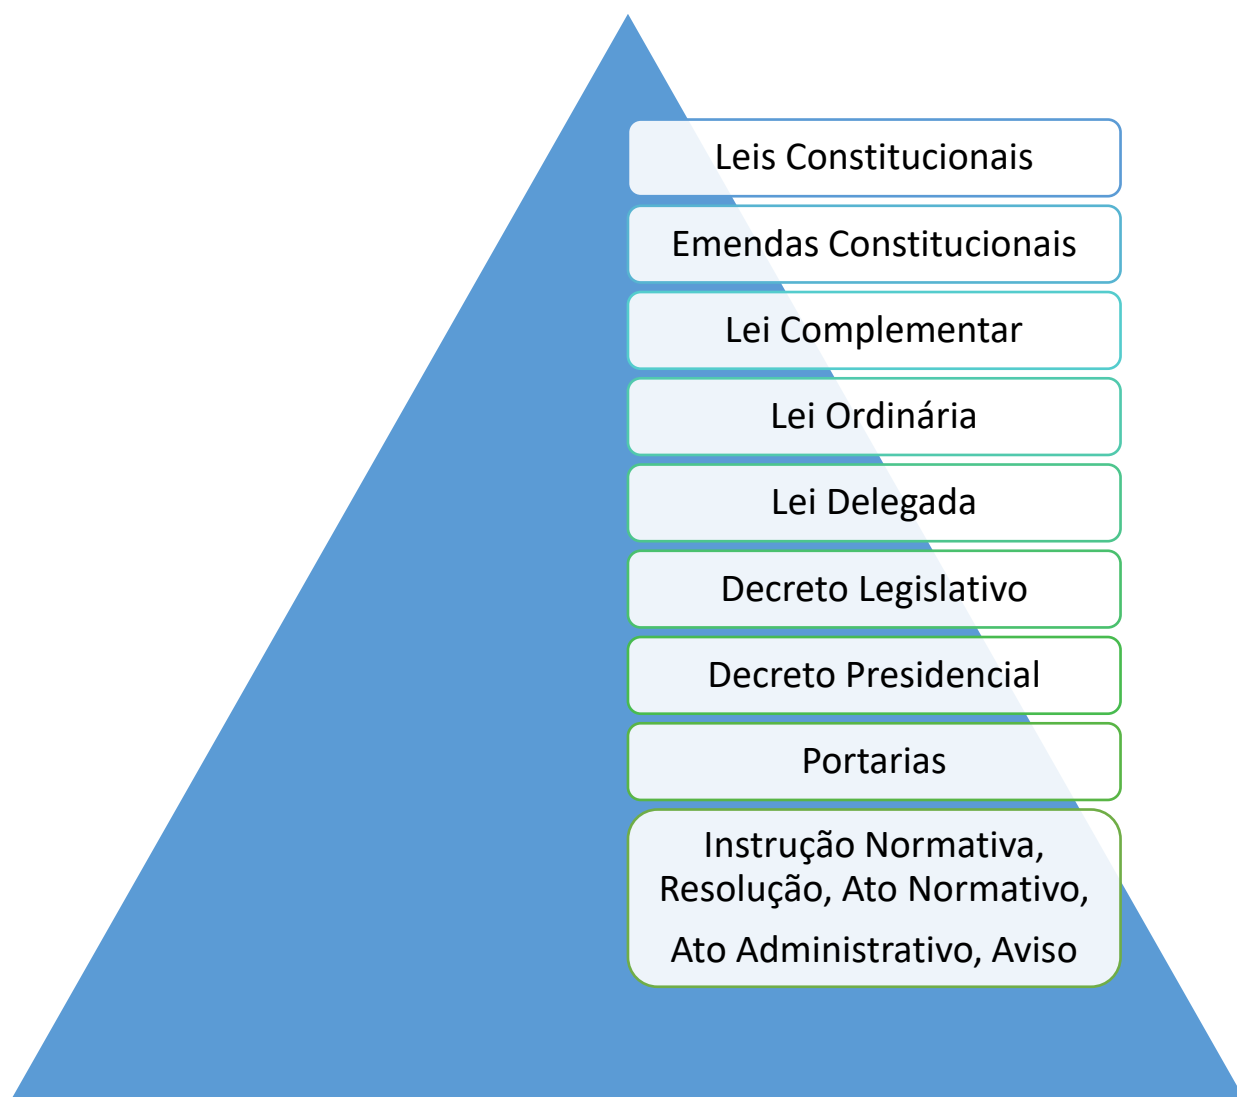 Leis Constitucionais
Emendas Constitucionais
Lei Complementar
Lei Ordinária
Lei Delegada
Decreto Legislativo
Decreto Presidencial
Portarias
Instrução Normativa,
Resolução, Ato Normativo,
Ato Administrativo, Aviso